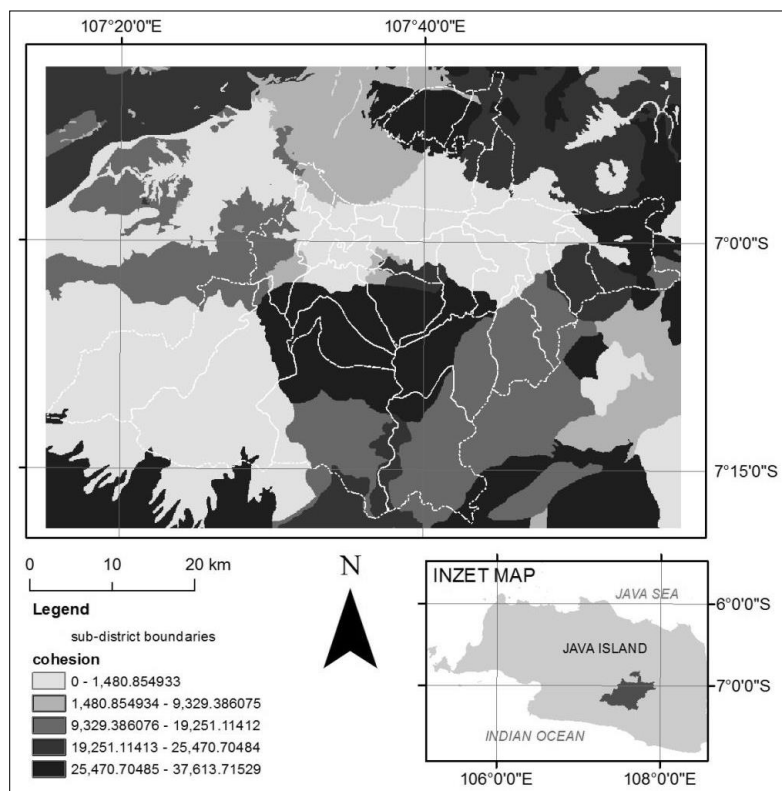 107°20'0"E 107°40'0"E
7°0'0"S
7°15'0"S
0 10 20 km
N
Legend
sub-district boundaries
cohesion
0 - 1,480.854933
1,480.854934 - 9,329.386075
9,329.386076 - 19,251.11412
19,251.11413 - 25,470.70484
25,470.70485 - 37,613.71529
INZET MAP
JAVA SEA
6°0'0"S
JAVA ISLAND
7°0'0"S
INDIAN OCEAN
106°0'0"E 108°0'0"E